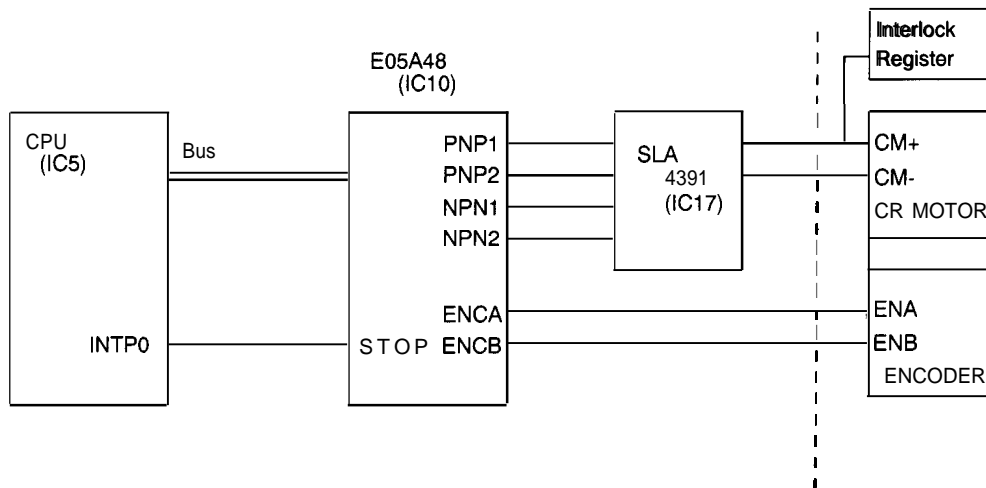 Interlock
Register
E05A48
(IC10)
CPU
(IC5)
Bus
INTP0
PNP1
PNP2
NPN1
NPN2
STOP
ENCA
ENCB
SLA
4391
(IC17)
CM+
CM-
CR MOTOR
ENA
ENB
ENCODER